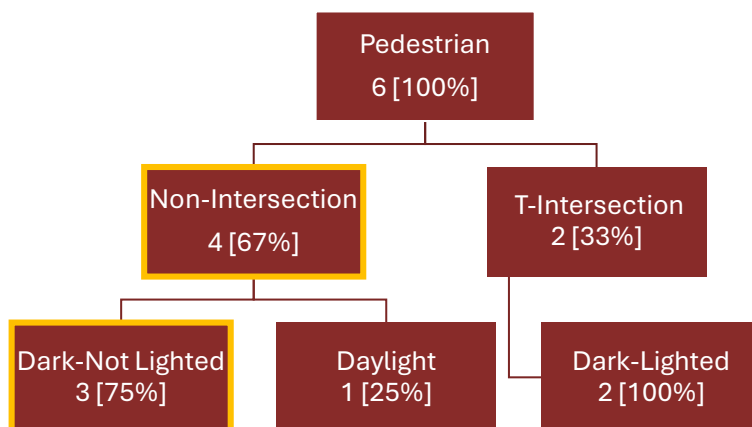 Pedestrian
6 [100%]
Non-Intersection
4 [67%]
T-Intersection
2 [33%]
Dark-Not Lighted
3 [75%]
Daylight
1 [25%]
Dark-Lighted
2 [100%]